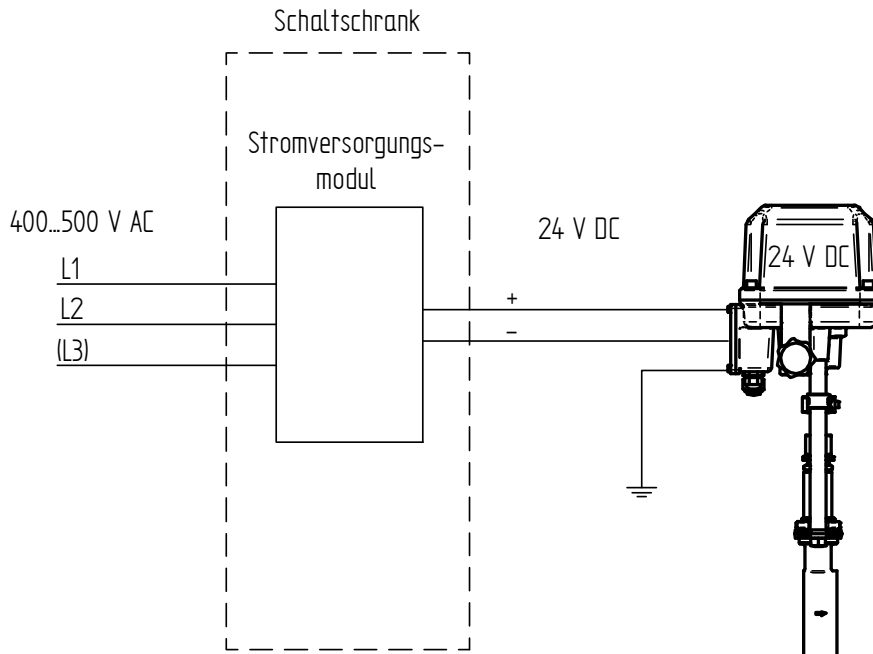 Schaltschrank
Stromversorgungs-
modul
400...500 V AC
24 V DC
24 V DC
L1
L2
(L3)
+
-